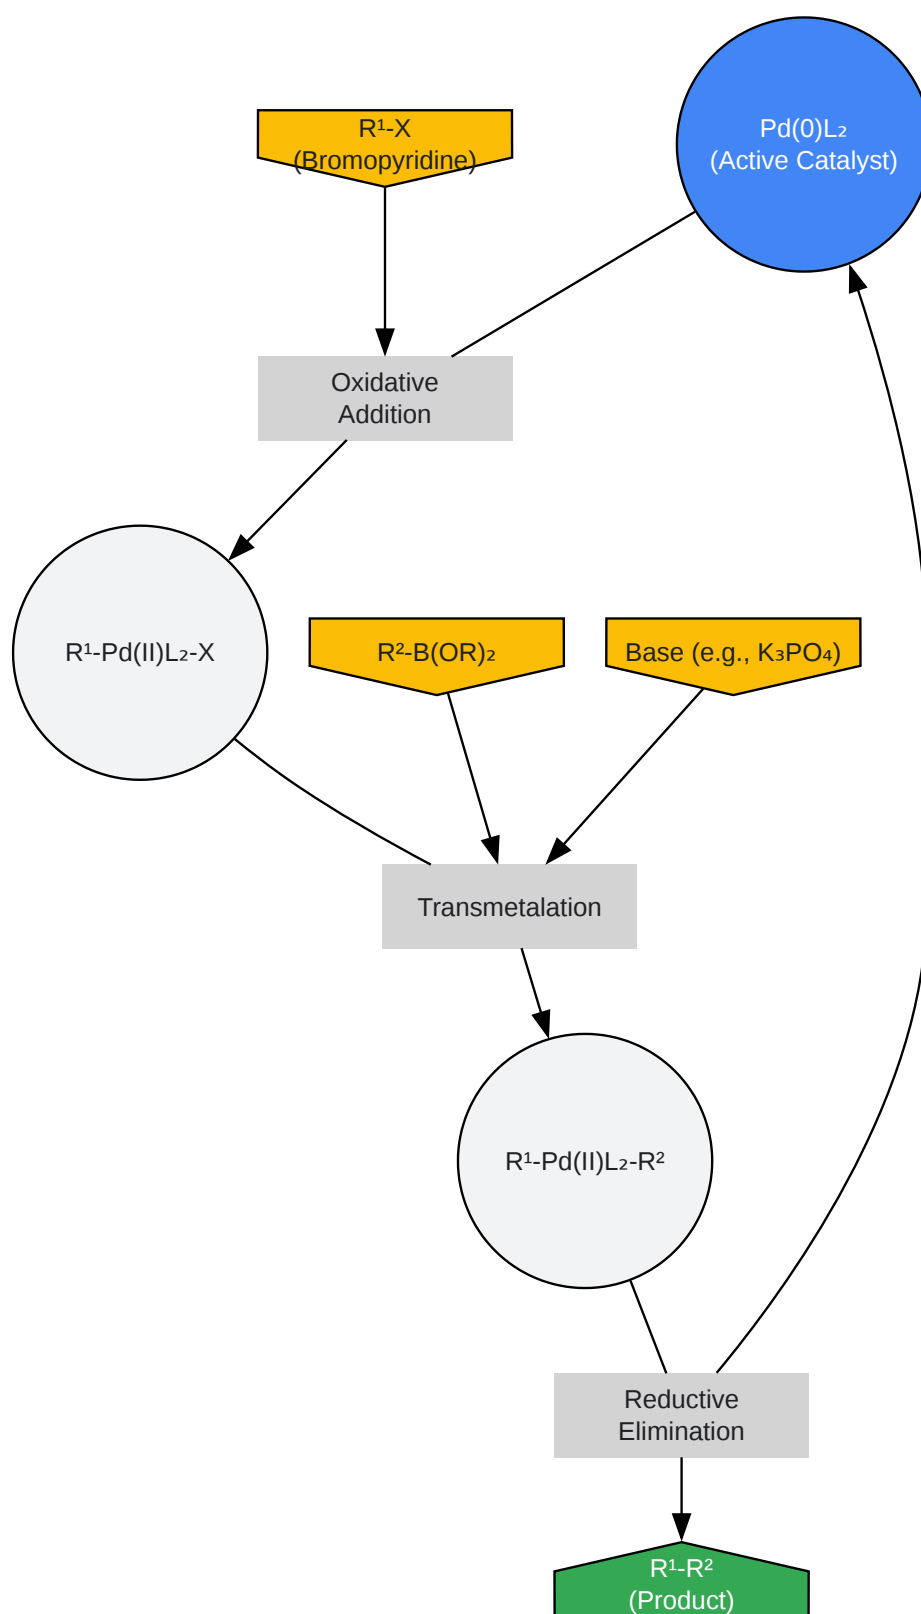 Pd(0)L₂
(Active Catalyst)
R¹-X
(Bromopyridine)
Oxidative
Addition
R¹-Pd(II)L₂-X
R²-B(OR)₂
Base (e.g., K₃PO₄)
Transmetalation
R¹-Pd(II)L₂-R²
Reductive
Elimination
R¹-R²
(Product)